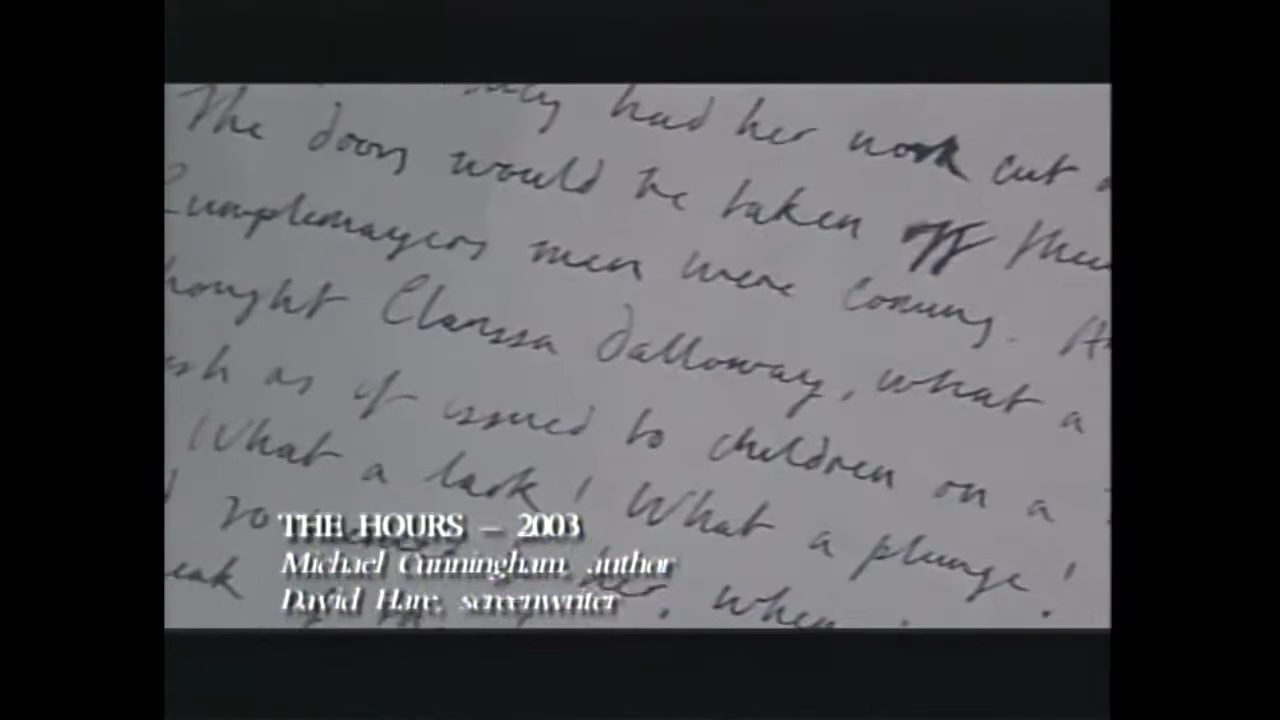 had her work cut
The doors would be taken off
Rumplemayers men were coming.
thought Clarissa Dalloway, what a
as if issued to children on a
What a lark! What a plunge!
so
her, when
THE HOURS – 2003
Michael Cunningham, author
David Hare, screenwriter